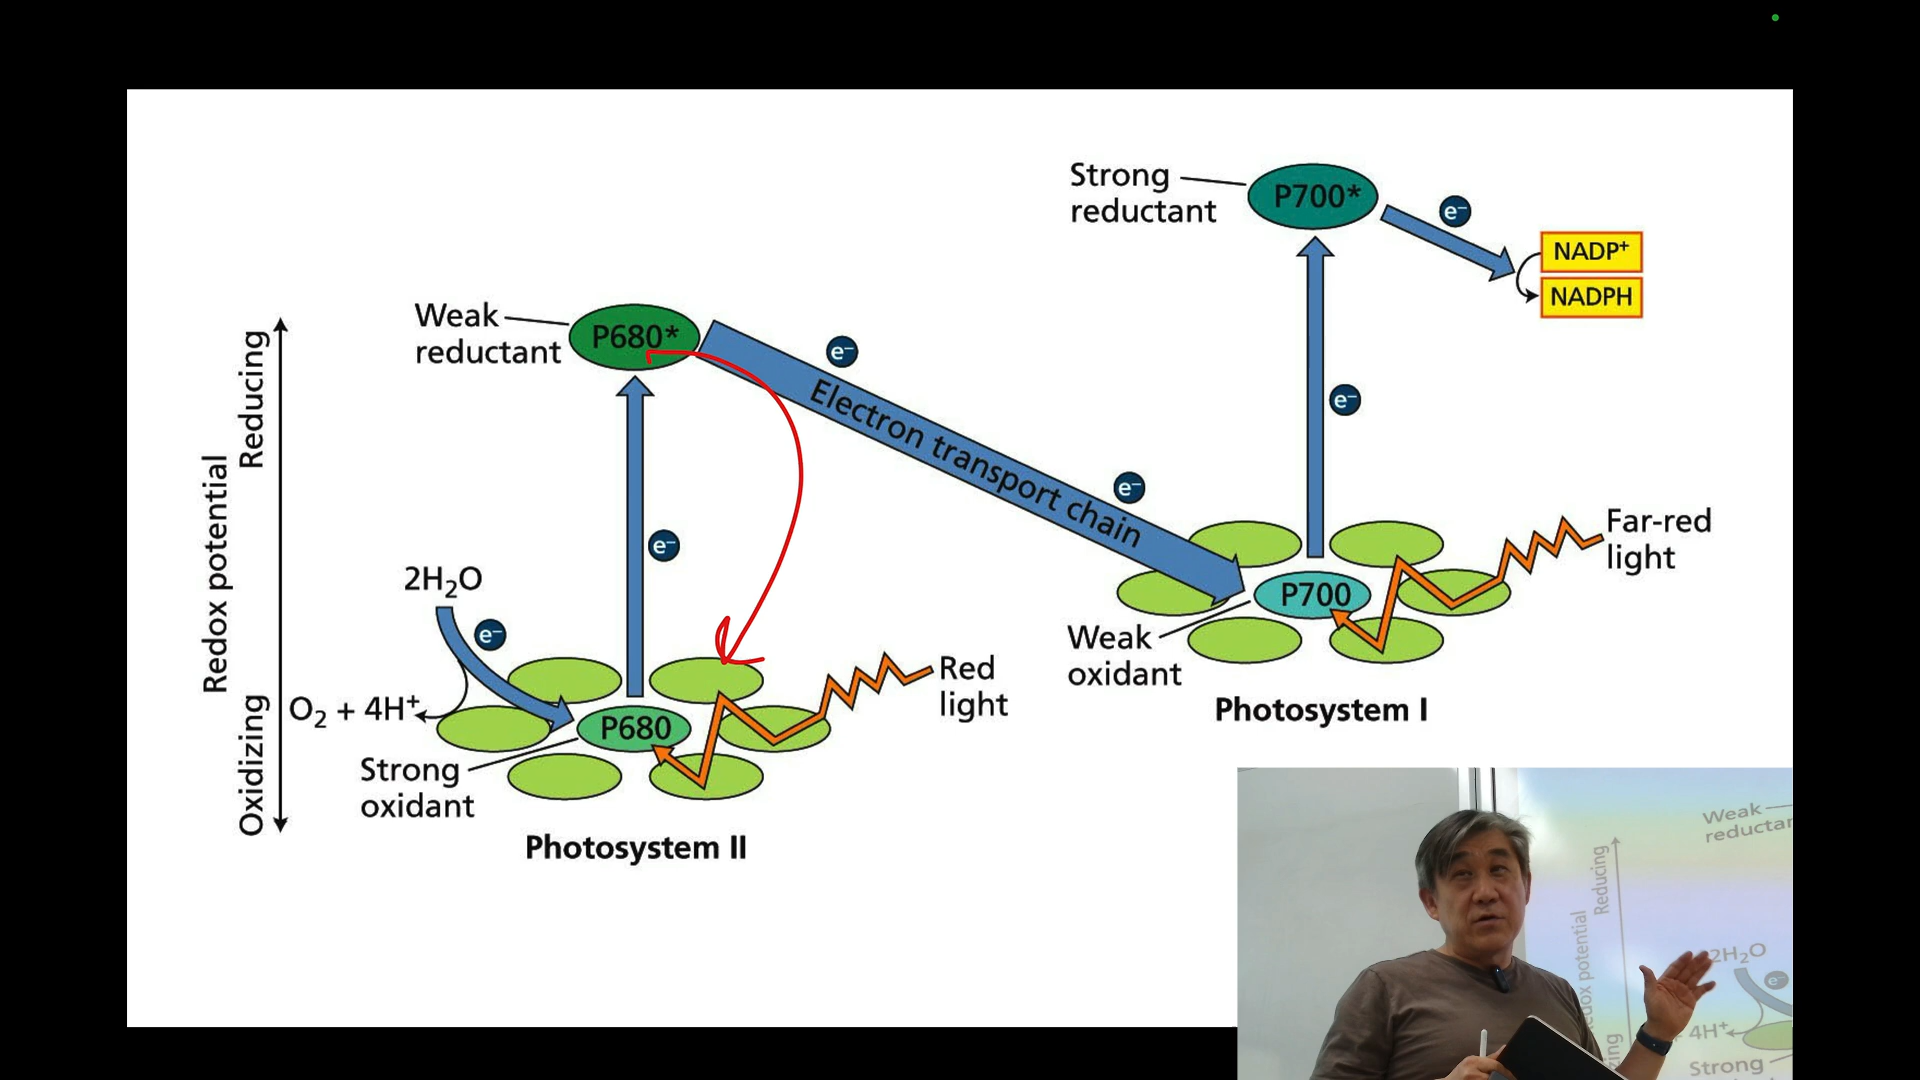 Strong
reductant
P700*
e⁻
NADP⁺
NADPH
Weak
reductant
P680*
e⁻
Electron transport chain
e⁻
e⁻
e⁻
Reducing
Redox potential
Oxidizing
2H₂O
e⁻
O₂ + 4H⁺
P680
Strong
oxidant
Red
light
Photosystem II
P700
Weak
oxidant
Far-red
light
Photosystem I
Weak
reductar
Reducing
dox potential
2H₂O
e⁻
4H⁺
Strong
zing